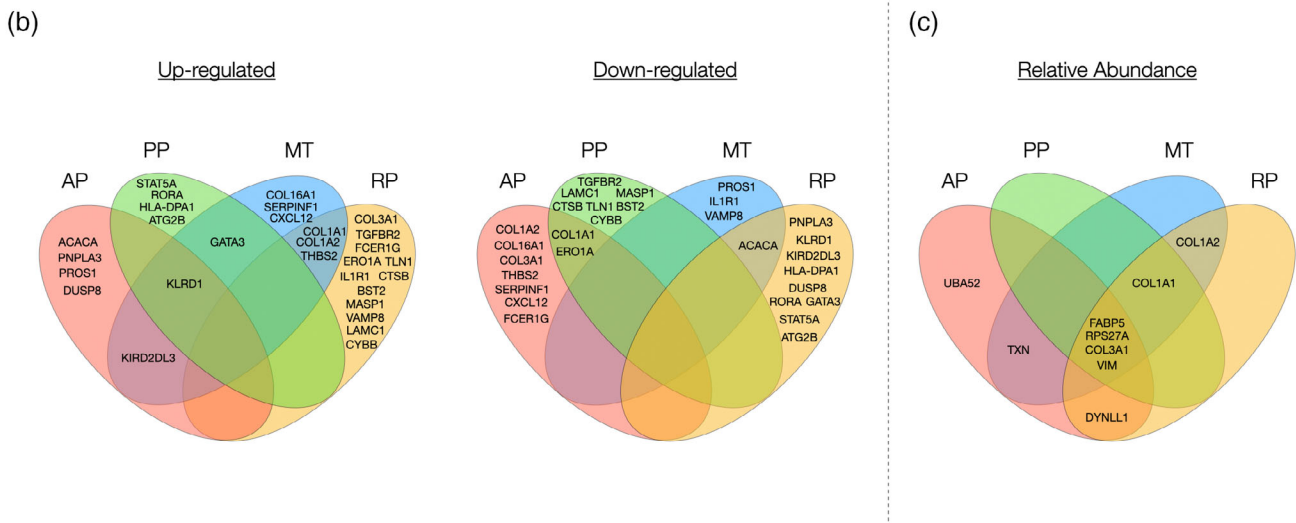 (b)
Up-regulated
AP
PP
MT
RP
ACACA
PNPLA3
PROS1
DUSP8
STAT5A
RORA
HLA-DPA1
ATG2B
KLRD1
KIRD2DL3
GATA3
COL16A1
SERPINF1
CXCL12
COL1A1
COL1A2
THBS2
COL3A1
TGFBR2
FCER1G
ERO1A TLN1
IL1R1 CTSB
BST2
MASP1
VAMP8
LAMC1
CYBB
Down-regulated
AP
PP
MT
RP
COL1A2
COL16A1
COL3A1
THBS2
SERPINF1
CXCL12
FCER1G
TGFBR2
LAMC1 MASP1
CTSB TLN1 BST2
CYBB
COL1A1
ERO1A
PROS1
IL1R1
VAMP8
ACACA
PNPLA3
KLRD1
KIRD2DL3
HLA-DPA1
DUSP8
RORA GATA3
STAT5A
ATG2B
(c)
Relative Abundance
AP
PP
MT
RP
UBA52
TXN
COL1A2
COL1A1
FABP5
RPS27A
COL3A1
VIM
DYNLL1